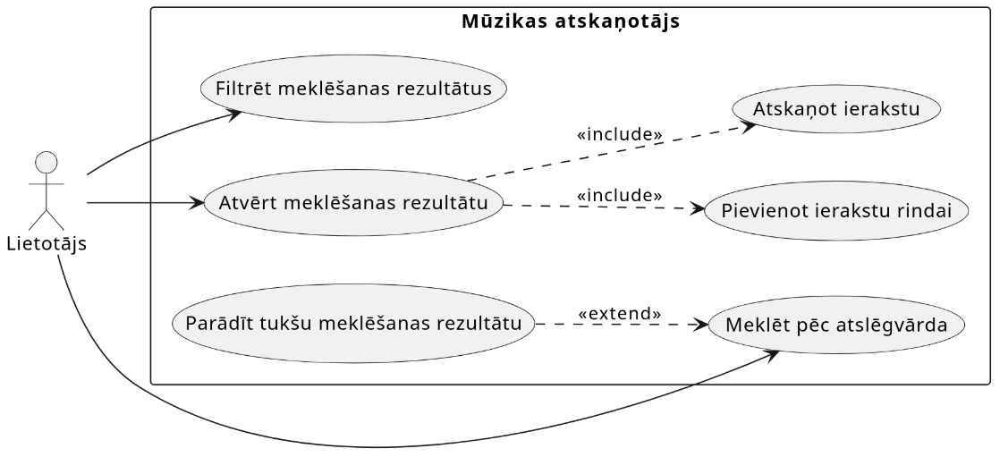 Mūzikas atskaņotājs
Filtrēt meklēšanas rezultātus
Atskaņot ierakstu
«include»
Atvērt meklēšanas rezultātu
«include»
Pievienot ierakstu rindai
Lietotājs
Parādīt tukšu meklēšanas rezultātu
«extend»
Meklēt pēc atslēgvārda